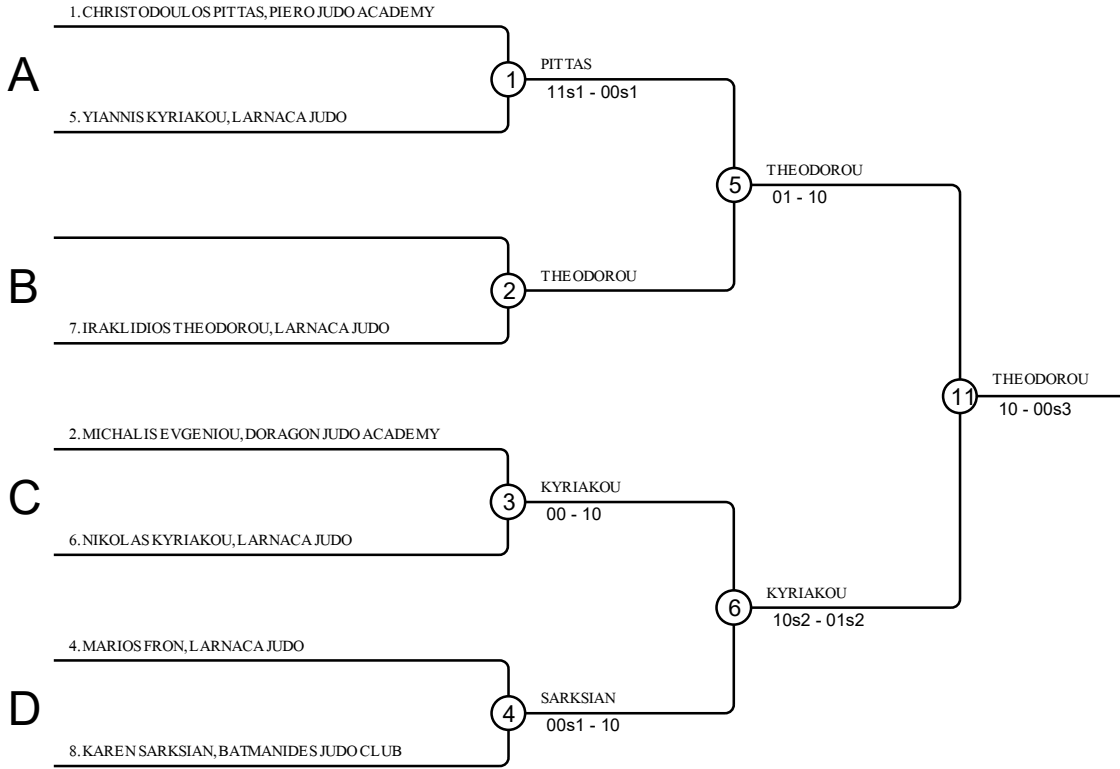 1. CHRISTODOULOS PITTAS, PIERO JUDO ACADEMY
A
1
PITTAS
11s1 - 00s1
5. YIANNIS KYRIAKOU, LARNACA JUDO
5
THEODOROU
01 - 10
B
2
THEODOROU
7. IRAKLIDIOS THEODOROU, LARNACA JUDO
11
THEODOROU
10 - 00s3
2. MICHALIS EVGENIOU, DORAGON JUDO ACADEMY
C
3
KYRIAKOU
00 - 10
6. NIKOLAS KYRIAKOU, LARNACA JUDO
6
KYRIAKOU
10s2 - 01s2
4. MARIOS FRON, LARNACA JUDO
D
4
SARKSIAN
00s1 - 10
8. KAREN SARKSIAN, BATMANIDES JUDO CLUB